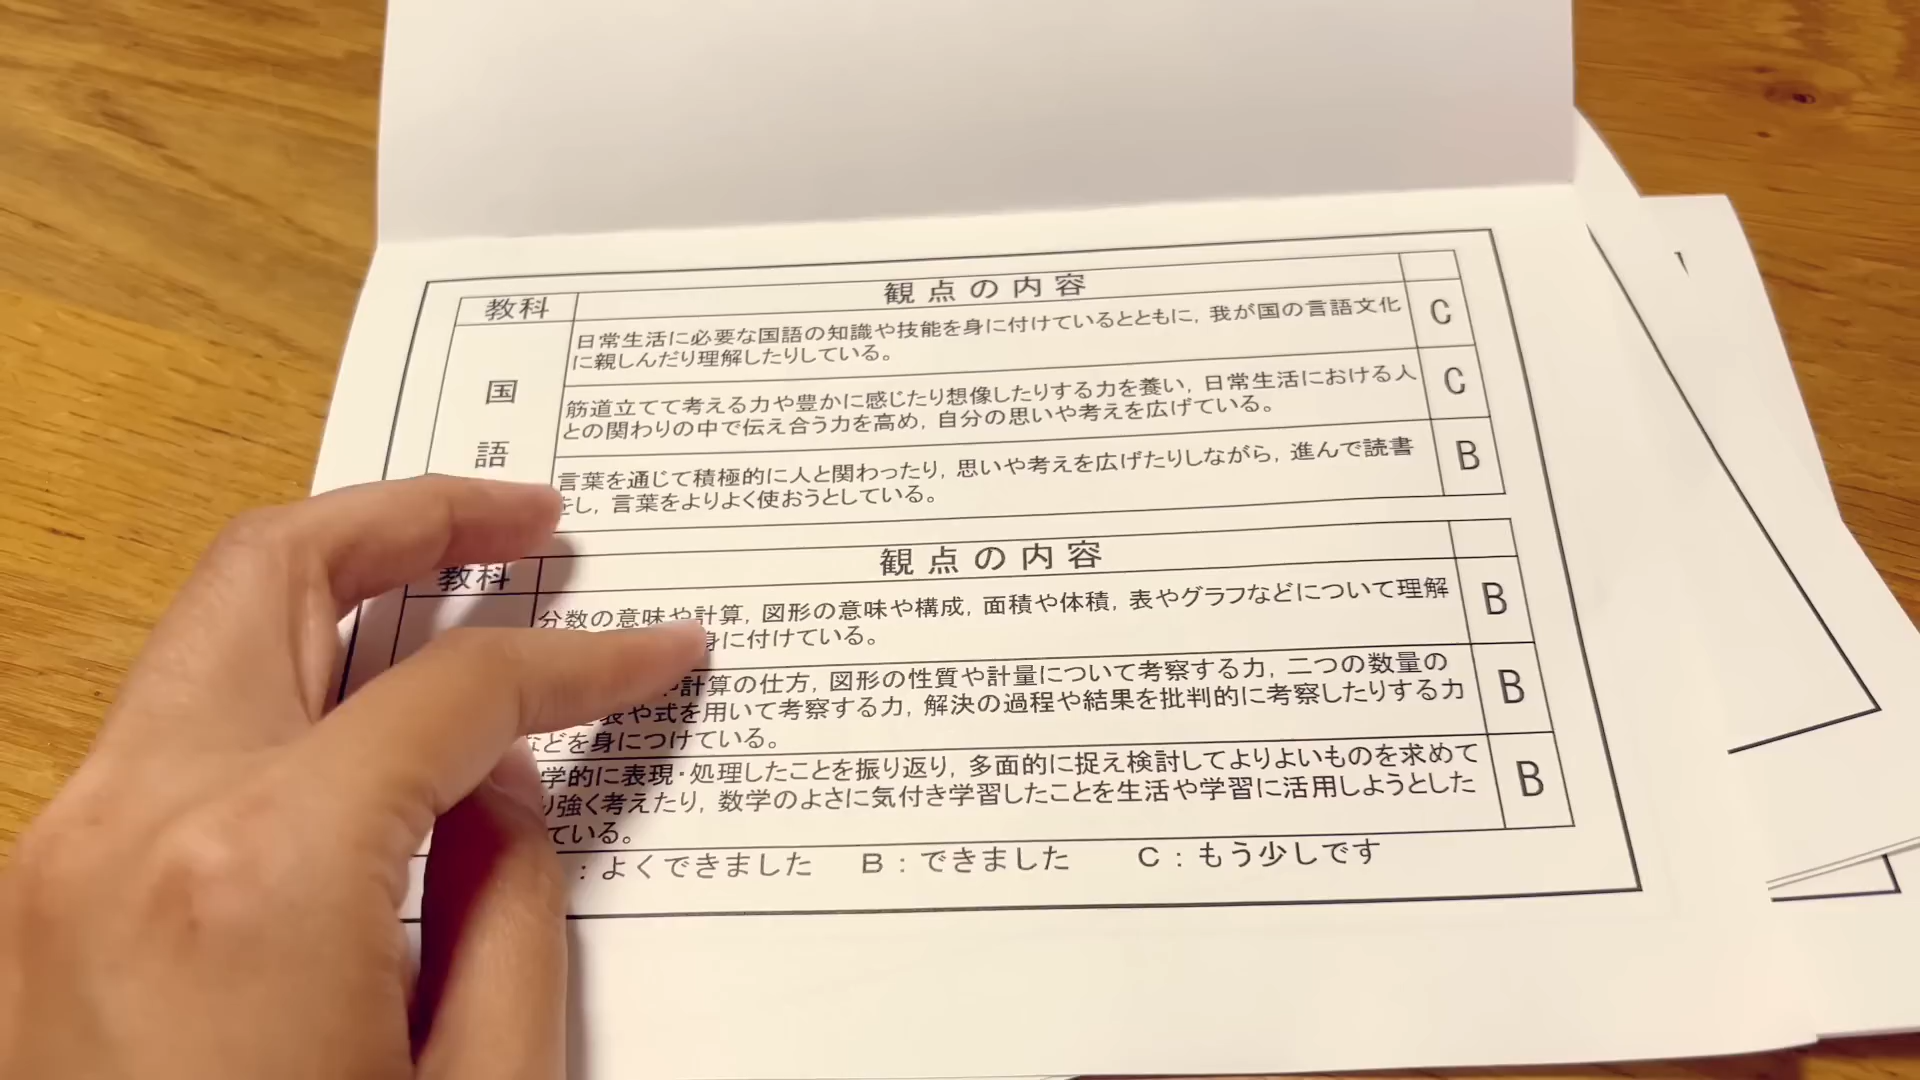 教科 観点の内容
国語
日常生活に必要な国語の知識や技能を身に付けているとともに，我が国の言語文化 C
に親しんだり理解したりしている。
筋道立てて考える力や豊かに感じたり想像したりする力を養い，日常生活における人 C
との関わりの中で伝え合う力を高め，自分の思いや考えを広げている。
言葉を通じて積極的に人と関わったり，思いや考えを広げたりしながら，進んで読書 B
をし，言葉をよりよく使おうとしている。
教科 観点の内容
分数の意味や計算，図形の意味や構成，面積や体積，表やグラフなどについて理解 B
身に付けている。
計算の仕方，図形の性質や計量について考察する力，二つの数量の B
表や式を用いて考察する力，解決の過程や結果を批判的に考察したりする力
などを身につけている。
学的に表現・処理したことを振り返り，多面的に捉え検討してよりよいものを求めて B
り強く考えたり，数学のよさに気付き学習したことを生活や学習に活用しようとした
ている。
：よくできました B：できました C：もう少しです